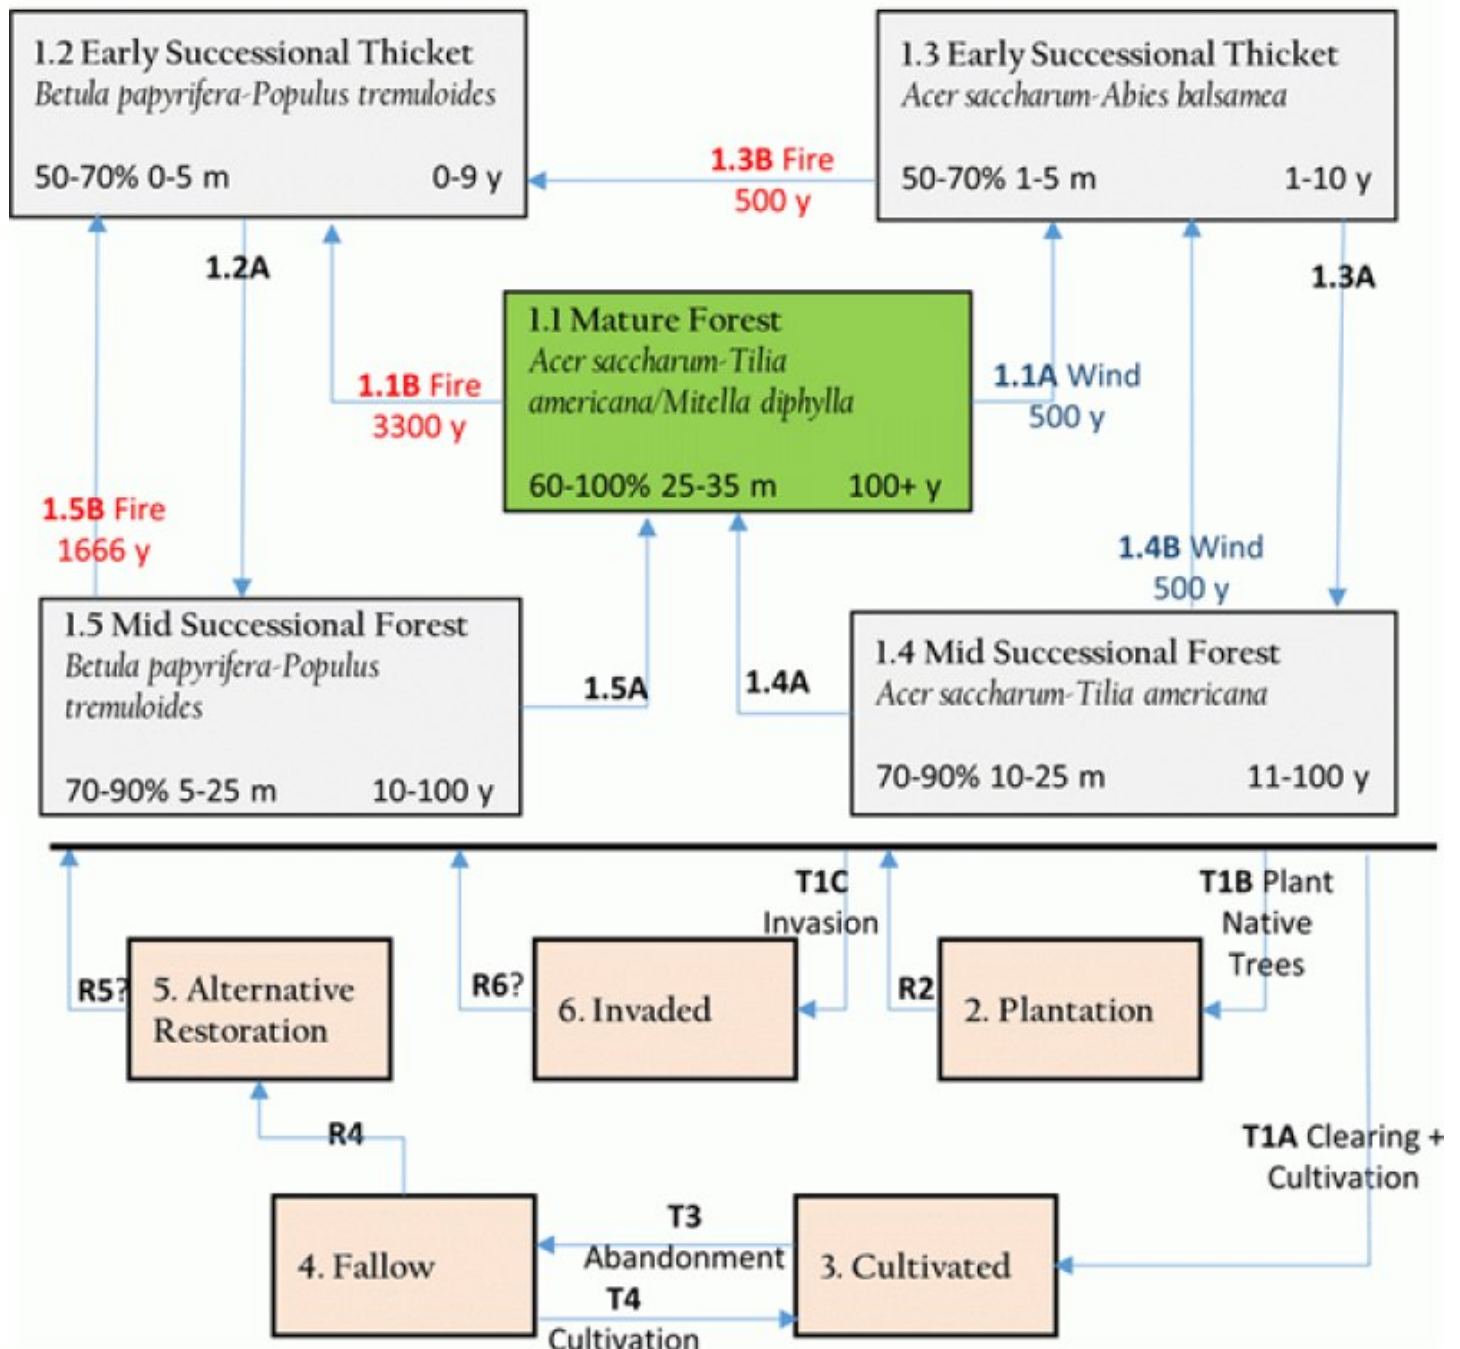 1.2 Early Successional Thicket
Betula papyrifera-Populus tremuloides
50-70% 0-5 m 0-9 y
1.3 Early Successional Thicket
Acer saccharum-Abies balsamea
50-70% 1-5 m 1-10 y
1.3B Fire
500 y
1.2A
1.3A
1.1 Mature Forest
Acer saccharum-Tilia
americana/Mitella diphylla
60-100% 25-35 m 100+ y
1.1B Fire
3300 y
1.1A Wind
500 y
1.5B Fire
1666 y
1.4B Wind
500 y
1.5 Mid Successional Forest
Betula papyrifera-Populus
tremuloides
70-90% 5-25 m 10-100 y
1.5A
1.4A
1.4 Mid Successional Forest
Acer saccharum-Tilia americana
70-90% 10-25 m 11-100 y
T1C
Invasion
T1B Plant
Native
Trees
R5?
5. Alternative
Restoration
R6?
6. Invaded
R2
2. Plantation
R4
T1A Clearing +
Cultivation
4. Fallow
T3
Abandonment
T4
Cultivation
3. Cultivated